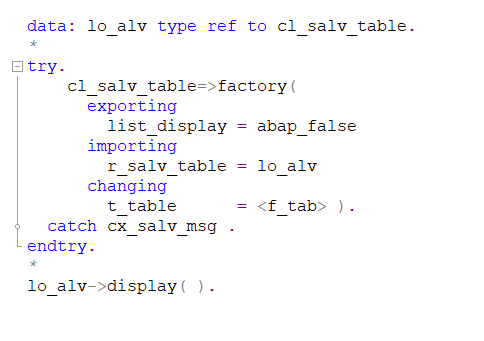 data: lo_alv type ref to cl_salv_table.
*
try.
    cl_salv_table=>factory(
      exporting
        list_display = abap_false
      importing
        r_salv_table = lo_alv
      changing
        t_table      = <f_tab> ).
  catch cx_salv_msg .
endtry.
*
lo_alv->display( ).